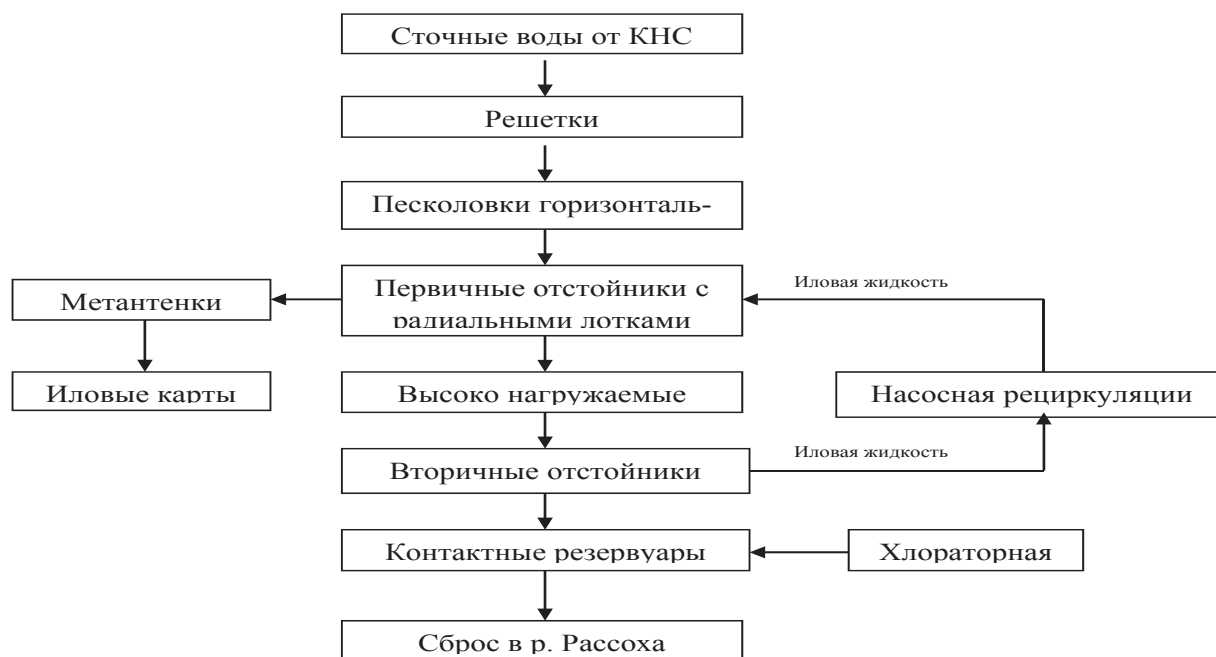 Сточные воды от КНС
Решетки
Песколовки горизонталь-
Первичные отстойники с
радиальными лотками
Иловая жидкость
Метантенки
Иловые карты
Высоко нагружаемые
Насосная рециркуляции
Вторичные отстойники
Иловая жидкость
Контактные резервуары
Хлораторная
Сброс в р. Рассоха